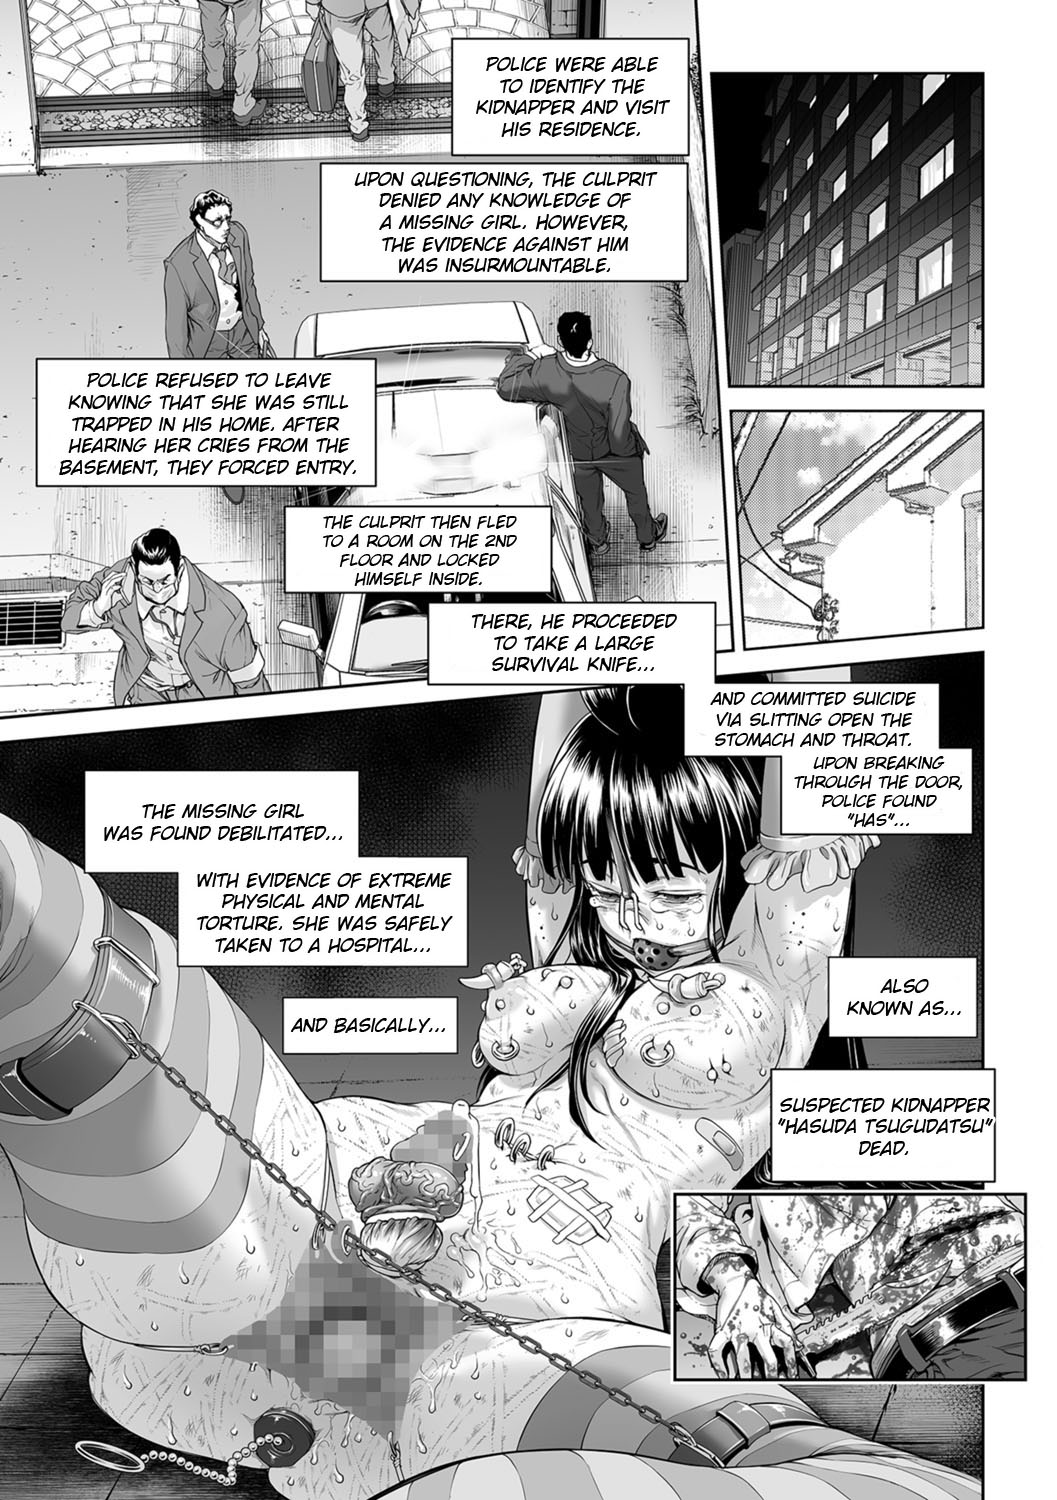 POLICE WERE ABLE
TO IDENTIFY THE
KIDNAPPER AND VISIT
HIS RESIDENCE.
UPON QUESTIONING, THE CULPRIT
DENIED ANY KNOWLEDGE OF
A MISSING GIRL. HOWEVER,
THE EVIDENCE AGAINST HIM
WAS INSURMOUNTABLE.
POLICE REFUSED TO LEAVE
KNOWING THAT SHE WAS STILL
TRAPPED IN HIS HOME. AFTER
HEARING HER CRIES FROM THE
BASEMENT, THEY FORCED ENTRY.
THE CULPRIT THEN FLED
TO A ROOM ON THE 2ND
FLOOR AND LOCKED
HIMSELF INSIDE.
THERE, HE PROCEEDED
TO TAKE A LARGE
SURVIVAL KNIFE...
AND COMMITTED SUICIDE
VIA SLITTING OPEN THE
STOMACH AND THROAT.
UPON BREAKING
THROUGH THE DOOR,
POLICE FOUND
"HAS"...
THE MISSING GIRL
WAS FOUND DEBILITATED...
WITH EVIDENCE OF EXTREME
PHYSICAL AND MENTAL
TORTURE. SHE WAS SAFELY
TAKEN TO A HOSPITAL...
AND BASICALLY...
ALSO
KNOWN AS...
SUSPECTED KIDNAPPER
"HASUDA TSUGUDATSU"
DEAD.